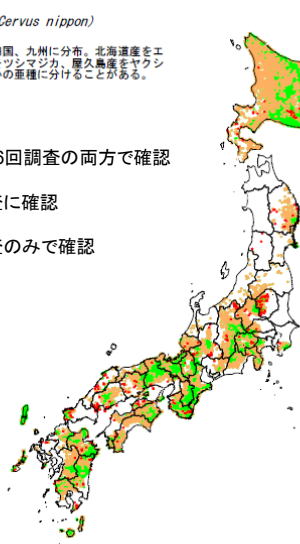 Cervus nippon)
国、九州に分布。北海道産をエ
ツシマジカ、屋久島産をヤクシ
の亜種に分けることがある。
6回調査の両方で確認
に確認
査のみで確認